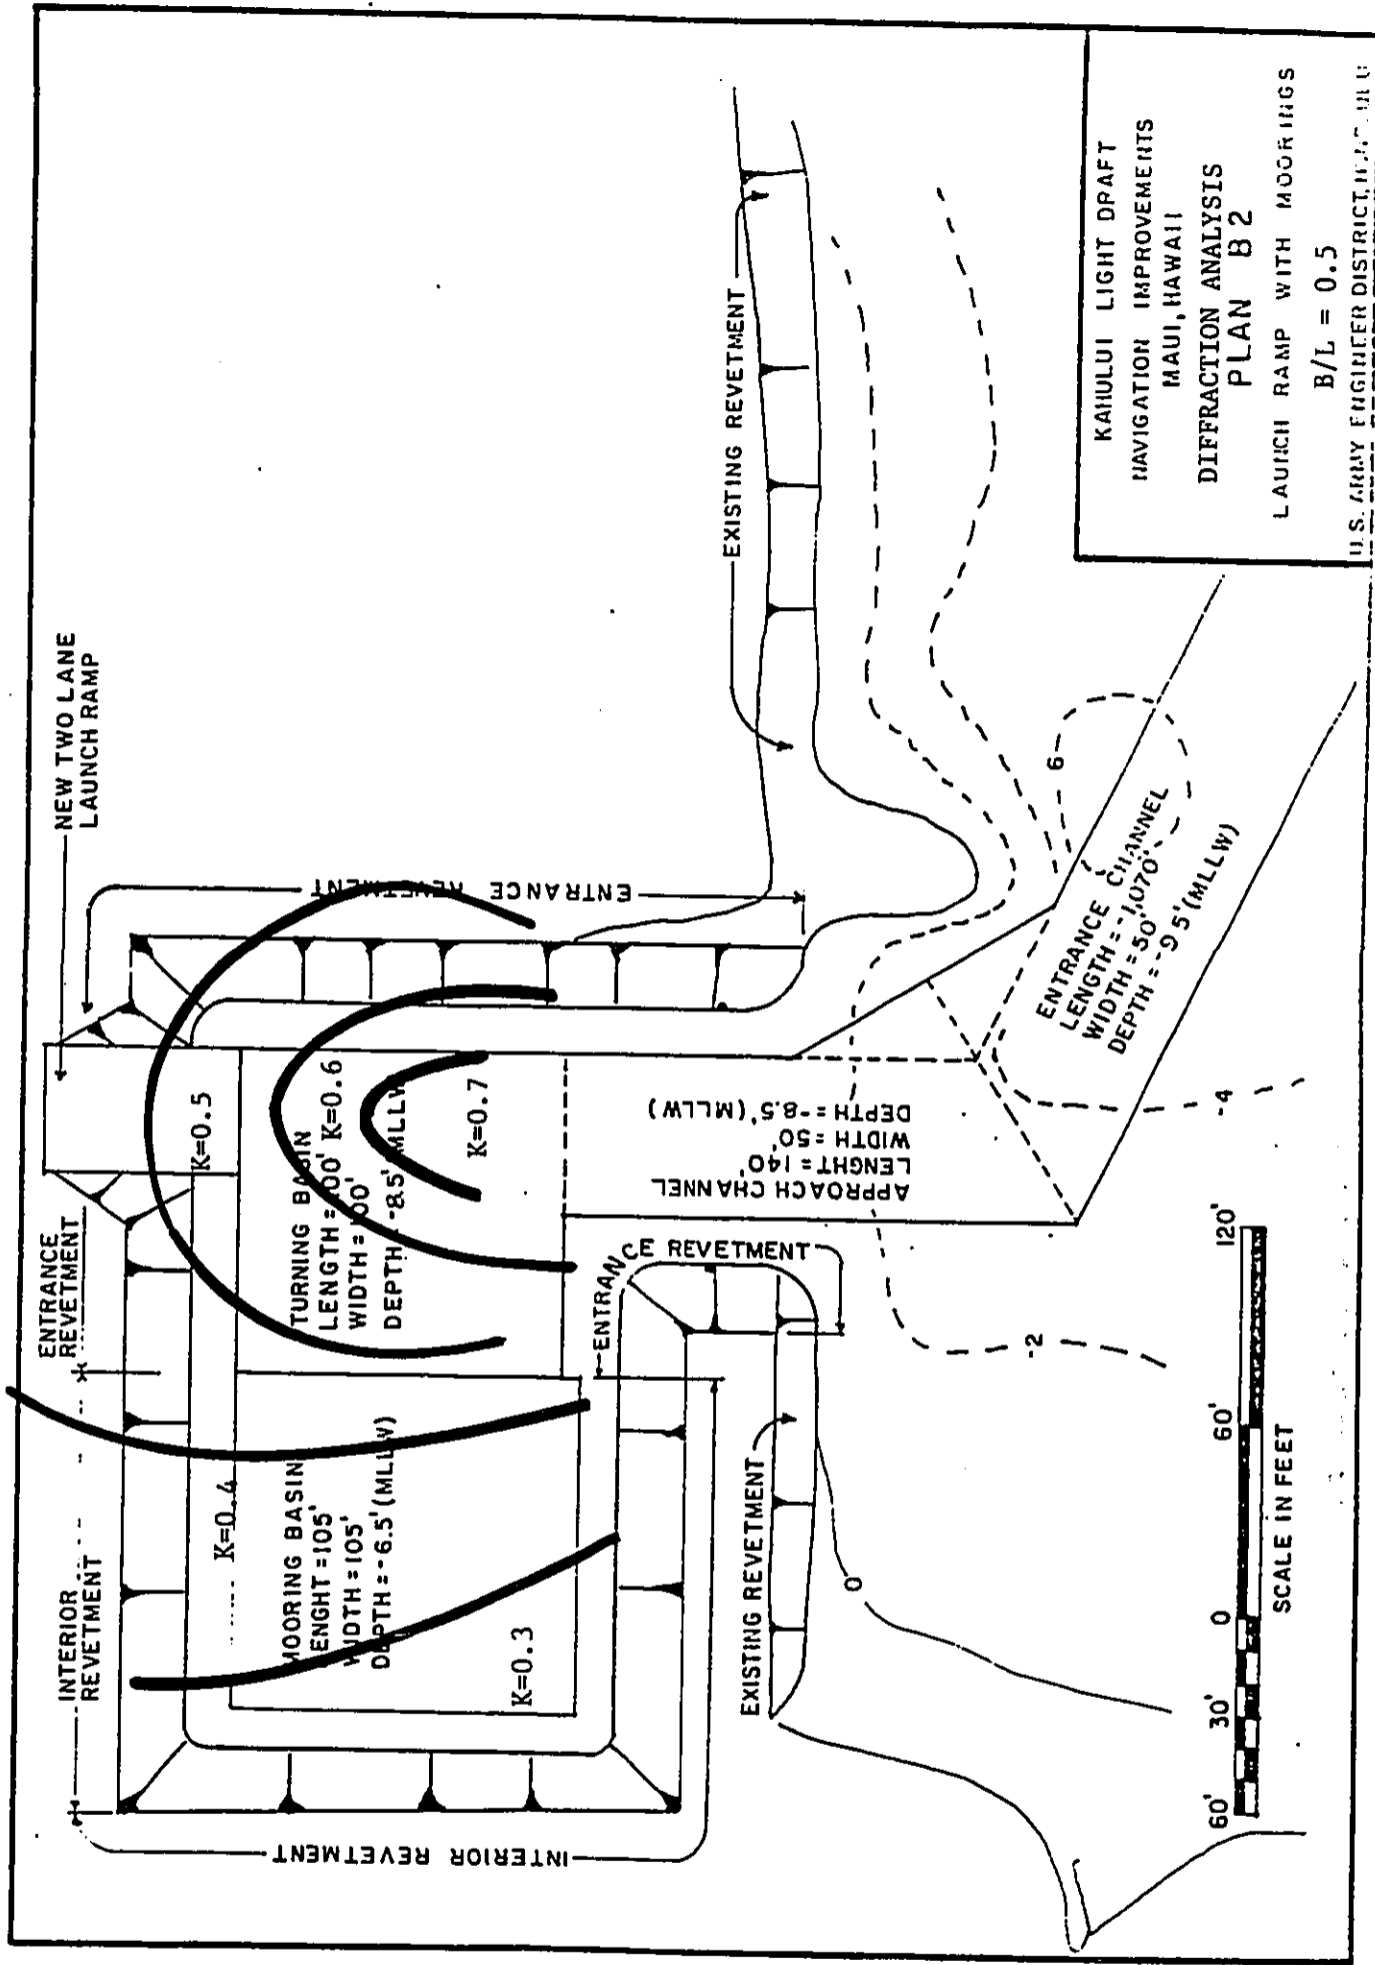 NEW TWO LANE
LAUNCH RAMP
ENTRANCE REVETMENT
ENTRANCE
REVETMENT
INTERIOR
REVETMENT
INTERIOR REVETMENT
K=0.5
K=0.6
K=0.7
K=0.4
K=0.3
TURNING BASIN
LENGTH = 100'
WIDTH = 100'
DEPTH = -8.5' MLLW
MOORING BASIN
LENGHT = 105'
WIDTH = 105'
DEPTH = -6.5' (MLLW)
APPROACH CHANNEL
LENGHT = 140'
WIDTH = 50'
DEPTH = -8.5' (MLLW)
ENTRANCE REVETMENT
EXISTING REVETMENT
EXISTING REVETMENT
ENTRANCE CHANNEL
LENGTH = -1,070'
WIDTH = 50'
DEPTH = -9.5' (MLLW)
6
-4
-2
0
60' 30' 0 60' 120'
SCALE IN FEET
KAHULUI LIGHT DRAFT
NAVIGATION IMPROVEMENTS
MAUI, HAWAII
DIFFRACTION ANALYSIS
PLAN B2
LAUNCH RAMP WITH MOORINGS
B/L = 0.5
U.S. ARMY ENGINEER DISTRICT,